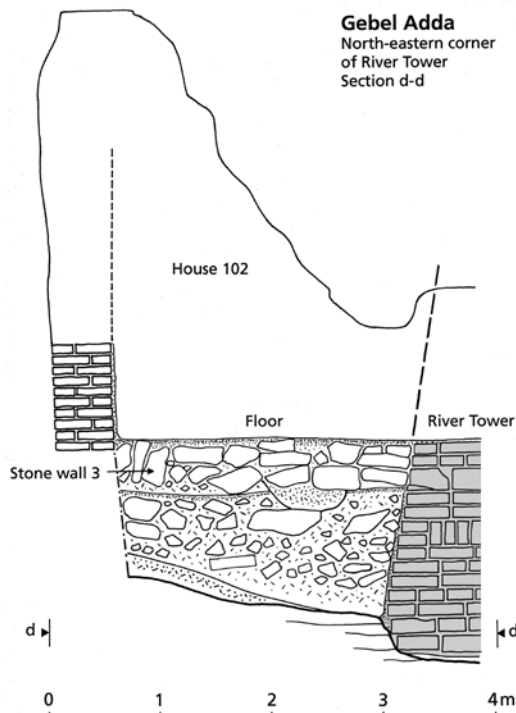 Gebel Adda
North-eastern corner
of River Tower
Section d-d
House 102
Floor
River Tower
Stone wall 3
d
d
0 1 2 3 4 m